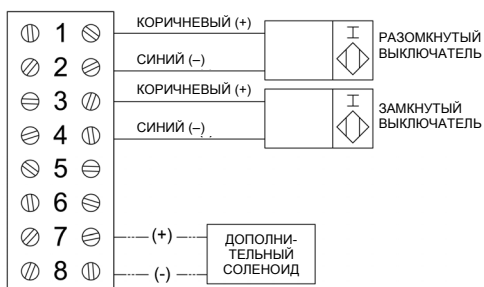 1 КОРИЧНЕВЫЙ (+)
РАЗОМКНУТЫЙ
ВЫКЛЮЧАТЕЛЬ
2 СИНИЙ (–)
3 КОРИЧНЕВЫЙ (+)
ЗАМКНУТЫЙ
ВЫКЛЮЧАТЕЛЬ
4 СИНИЙ (–)
5
6
7 (+)
ДОПОЛНИ-
ТЕЛЬНЫЙ
СОЛЕНОИД
8 (-)